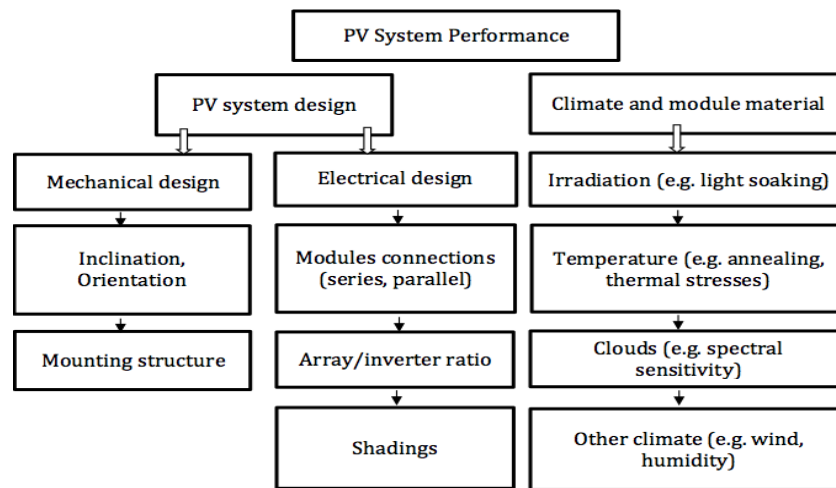 PV System Performance
PV system design
Climate and module material
Mechanical design
Electrical design
Irradiation (e.g. light soaking)
Inclination,
Orientation
Modules connections
(series, parallel)
Temperature (e.g. annealing,
thermal stresses)
Mounting structure
Array/inverter ratio
Clouds (e.g. spectral
sensitivity)
Shadings
Other climate (e.g. wind,
humidity)